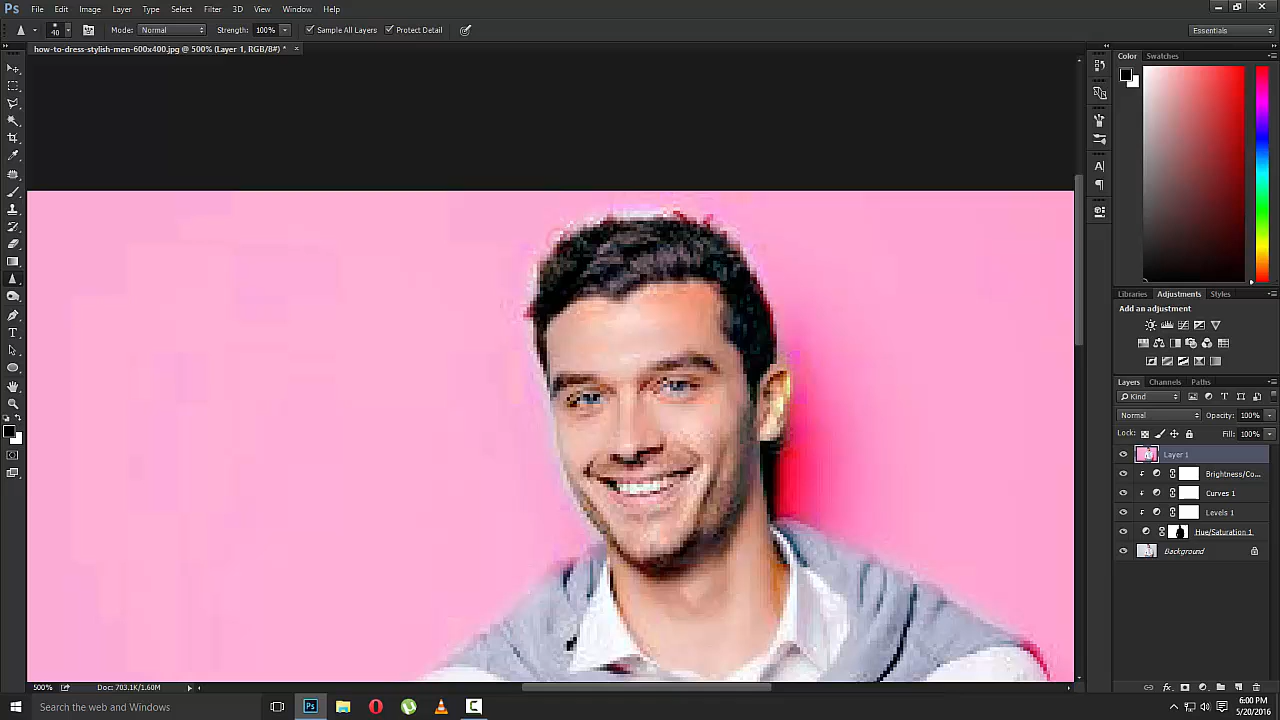 Ps File Edit Image Layer Type Select Filter 3D View Window Help
40 Mode: Normal Strength: 100% Sample All Layers Protect Detail Essentials
how-to-dress-stylish-men-600x400.jpg @ 500% (Layer 1, RGB/8#) * ×
Color Swatches
Libraries Adjustments Styles
Add an adjustment
Layers Channels Paths
Kind
Normal Opacity: 100%
Lock: Fill: 100%
Layer 1
Brightness/Co...
Curves 1
Levels 1
Hue/Saturation 1
Background
500% Doc: 703.1K/1.60M
Search the web and Windows
Ps
6:00 PM
5/20/2016